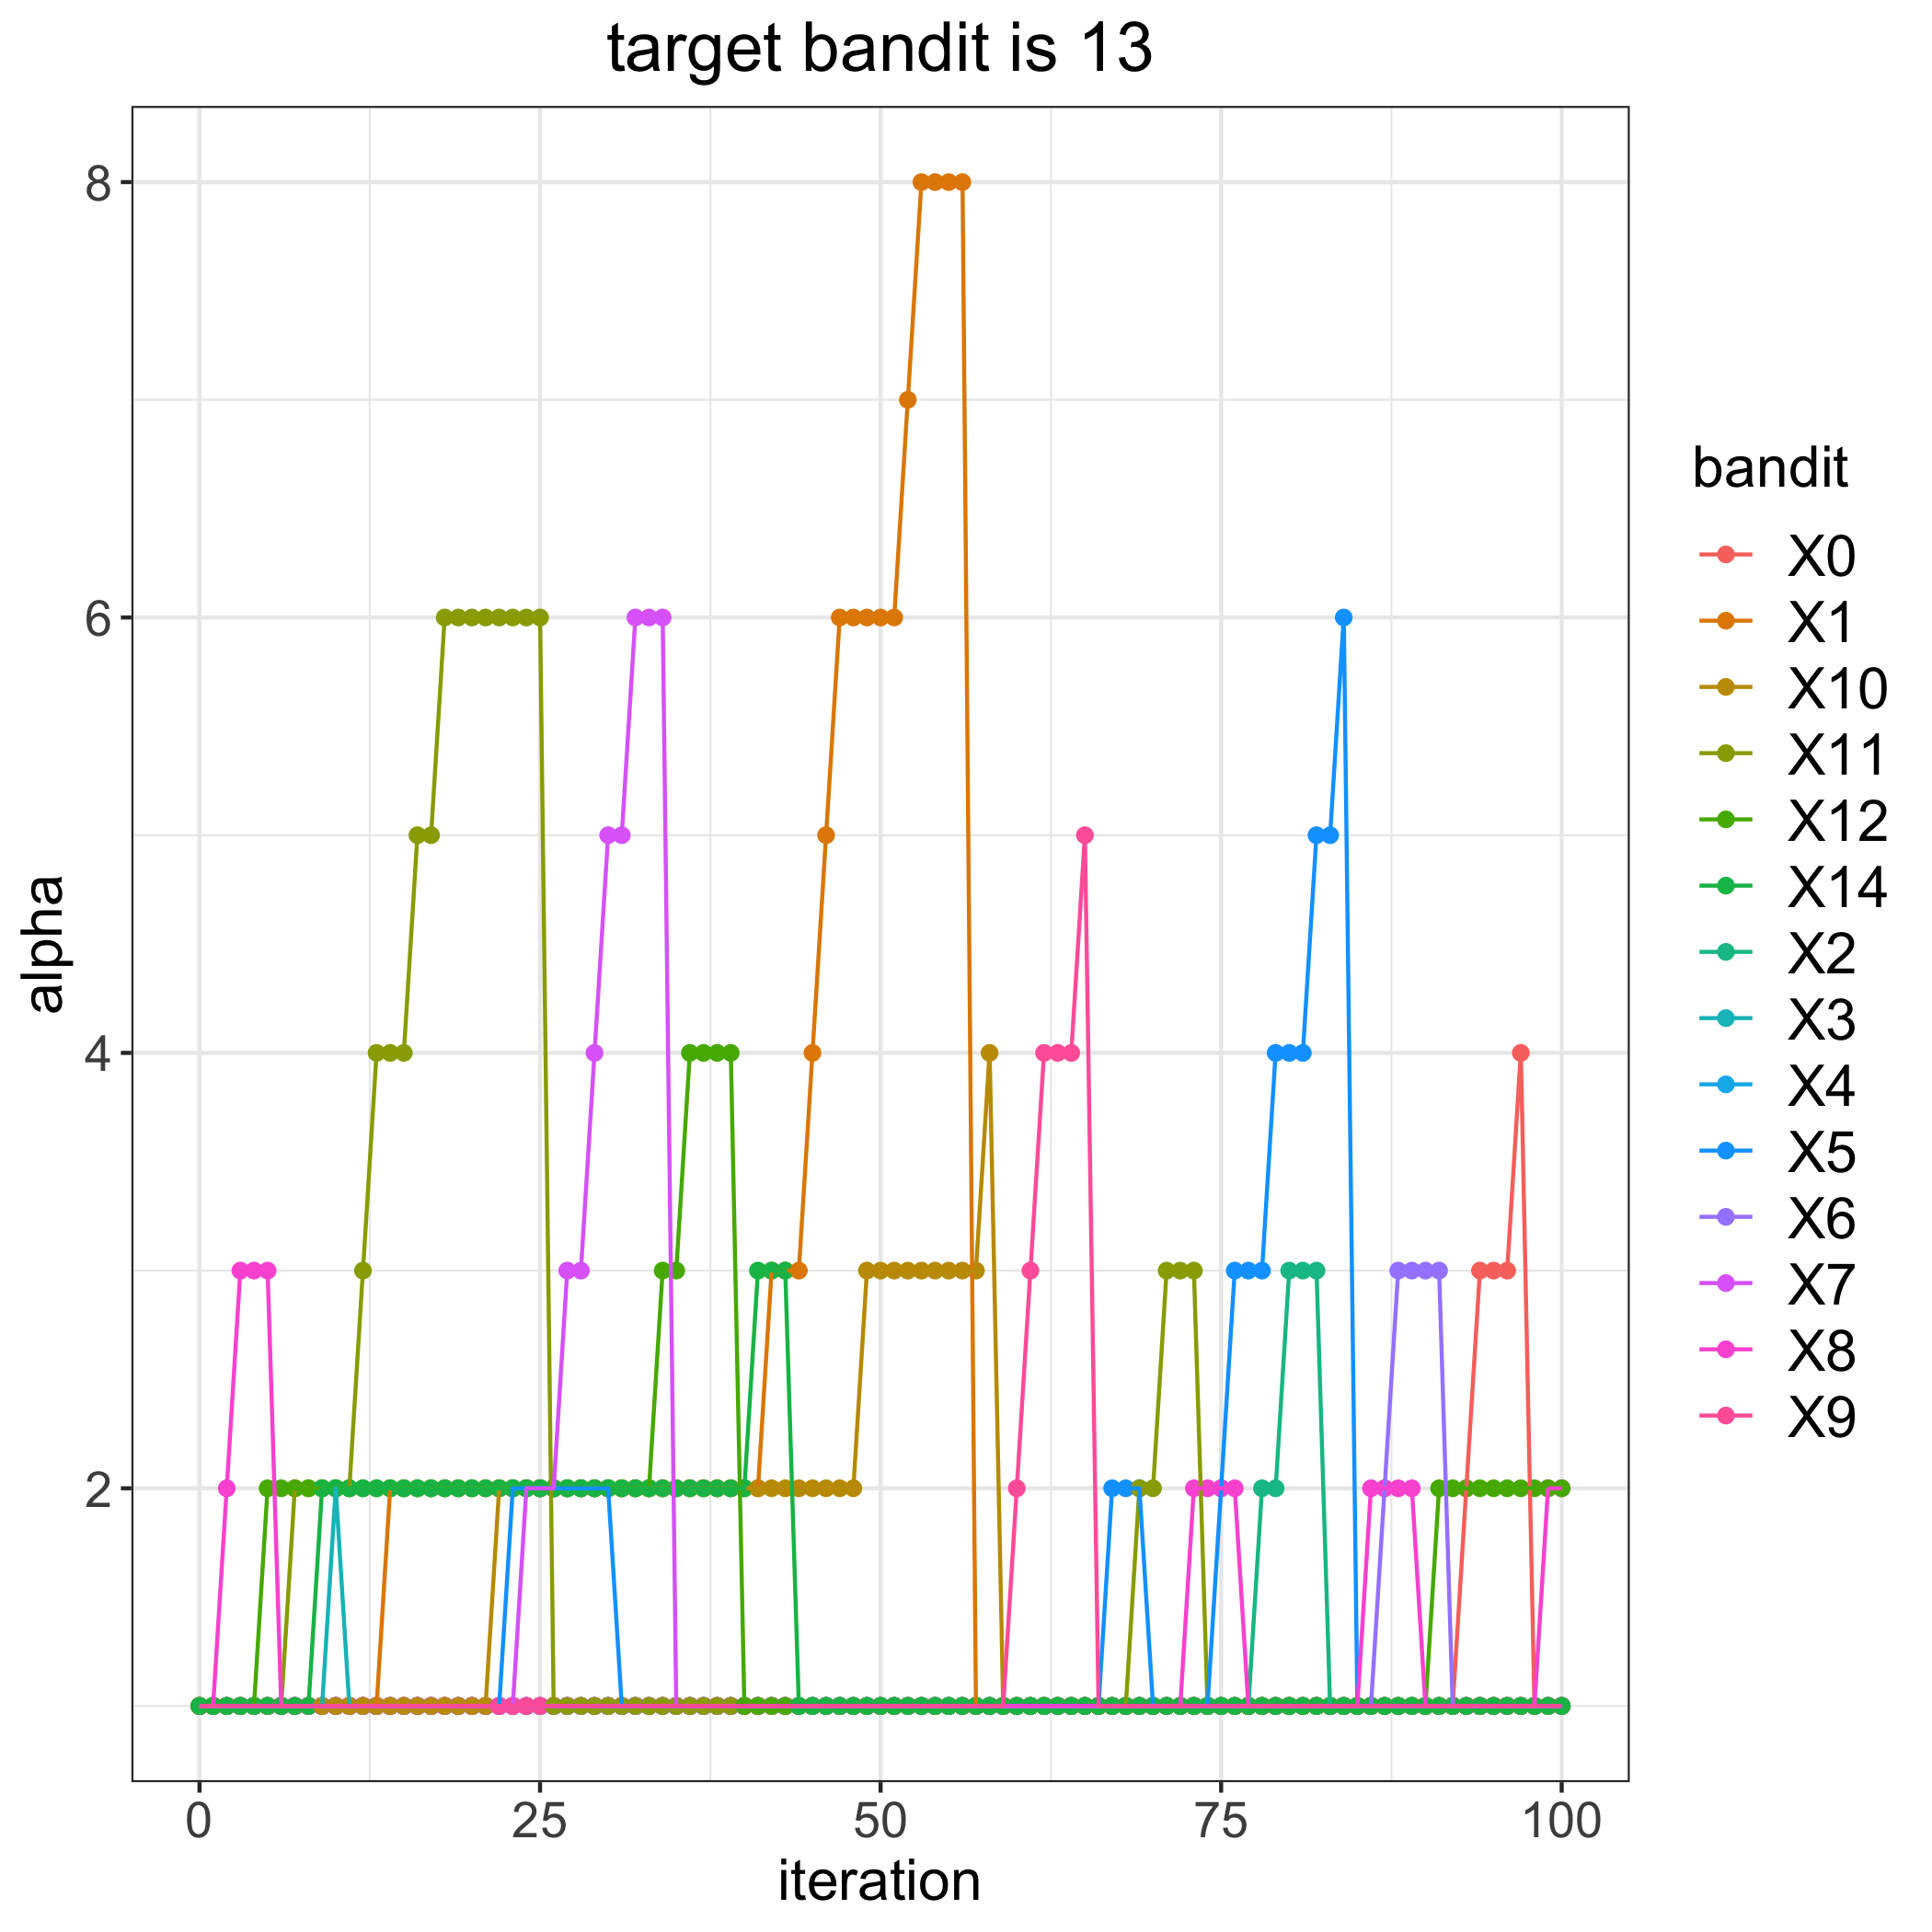 target bandit is 13
8
6
4
2
alpha
0 25 50 75 100
iteration
bandit
X0
X1
X10
X11
X12
X14
X2
X3
X4
X5
X6
X7
X8
X9